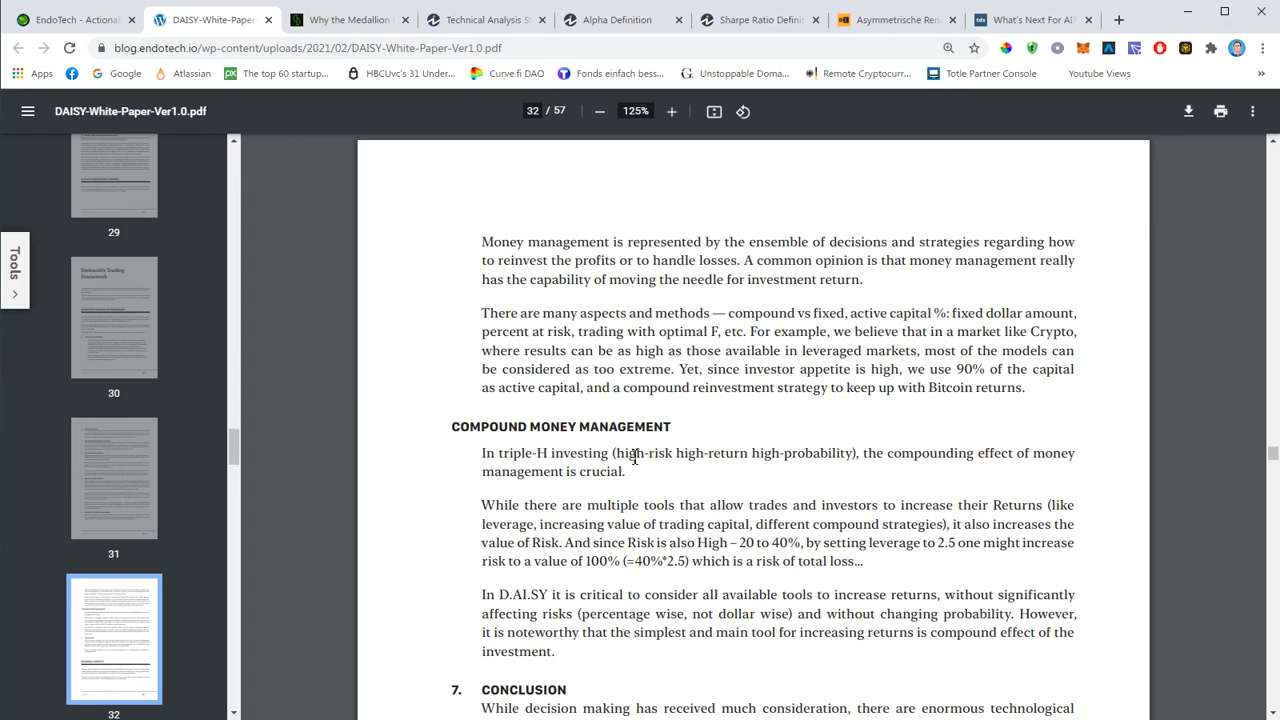 EndoTech - Actional
DAISY-White-Paper-
Why the Medallion
Technical Analysis S
Alpha Definition
Sharpe Ratio Defini
Asymmetrische Ren
What's Next For AI?
blog.endotech.io/wp-content/uploads/2021/02/DAISY-White-Paper-Ver1.0.pdf
Apps
Google
Atlassian
The top 60 startup...
HBCUvc's 31 Under...
Curve.fi DAO
Fonds einfach bess...
Unstoppable Doma...
Remote Cryptocurr...
Totle Partner Console
Youtube Views
DAISY-White-Paper-Ver1.0.pdf
32 / 57
125%
Tools
29
Endotech's Trading
Framework
30
31
32
Money management is represented by the ensemble of decisions and strategies regarding how
to reinvest the profits or to handle losses. A common opinion is that money management really
has the capability of moving the needle for investment return.
There are many aspects and methods — compound vs fixed, active capital %: fixed dollar amount,
percent at risk, trading with optimal F, etc. For example, we believe that in a market like Crypto,
where results can be as high as those available in leveraged markets, most of the models can
be considered as too extreme. Yet, since investor appetite is high, we use 90% of the capital
as active capital, and a compound reinvestment strategy to keep up with Bitcoin returns.
COMPOUND MONEY MANAGEMENT
In triple-H investing (high-risk high-return high-probability), the compounding effect of money
management is crucial.
While there are multiple tools that allow trades and investors to increase their Returns (like
leverage, increasing value of trading capital, different compound strategies), it also increases the
value of Risk. And since Risk is also High – 20 to 40%, by setting leverage to 2.5 one might increase
risk to a value of 100% (=40%*2.5) which is a risk of total loss...
In D.AI.SY it is critical to consider all available tools to increase returns, without significantly
affecting risks (percentage wise, not dollar wise) and without changing probability. However,
it is noteworthy that the simplest and main tool for increasing returns is compound effect of the
investment.
7. CONCLUSION
While decision making has received much consideration, there are enormous technological